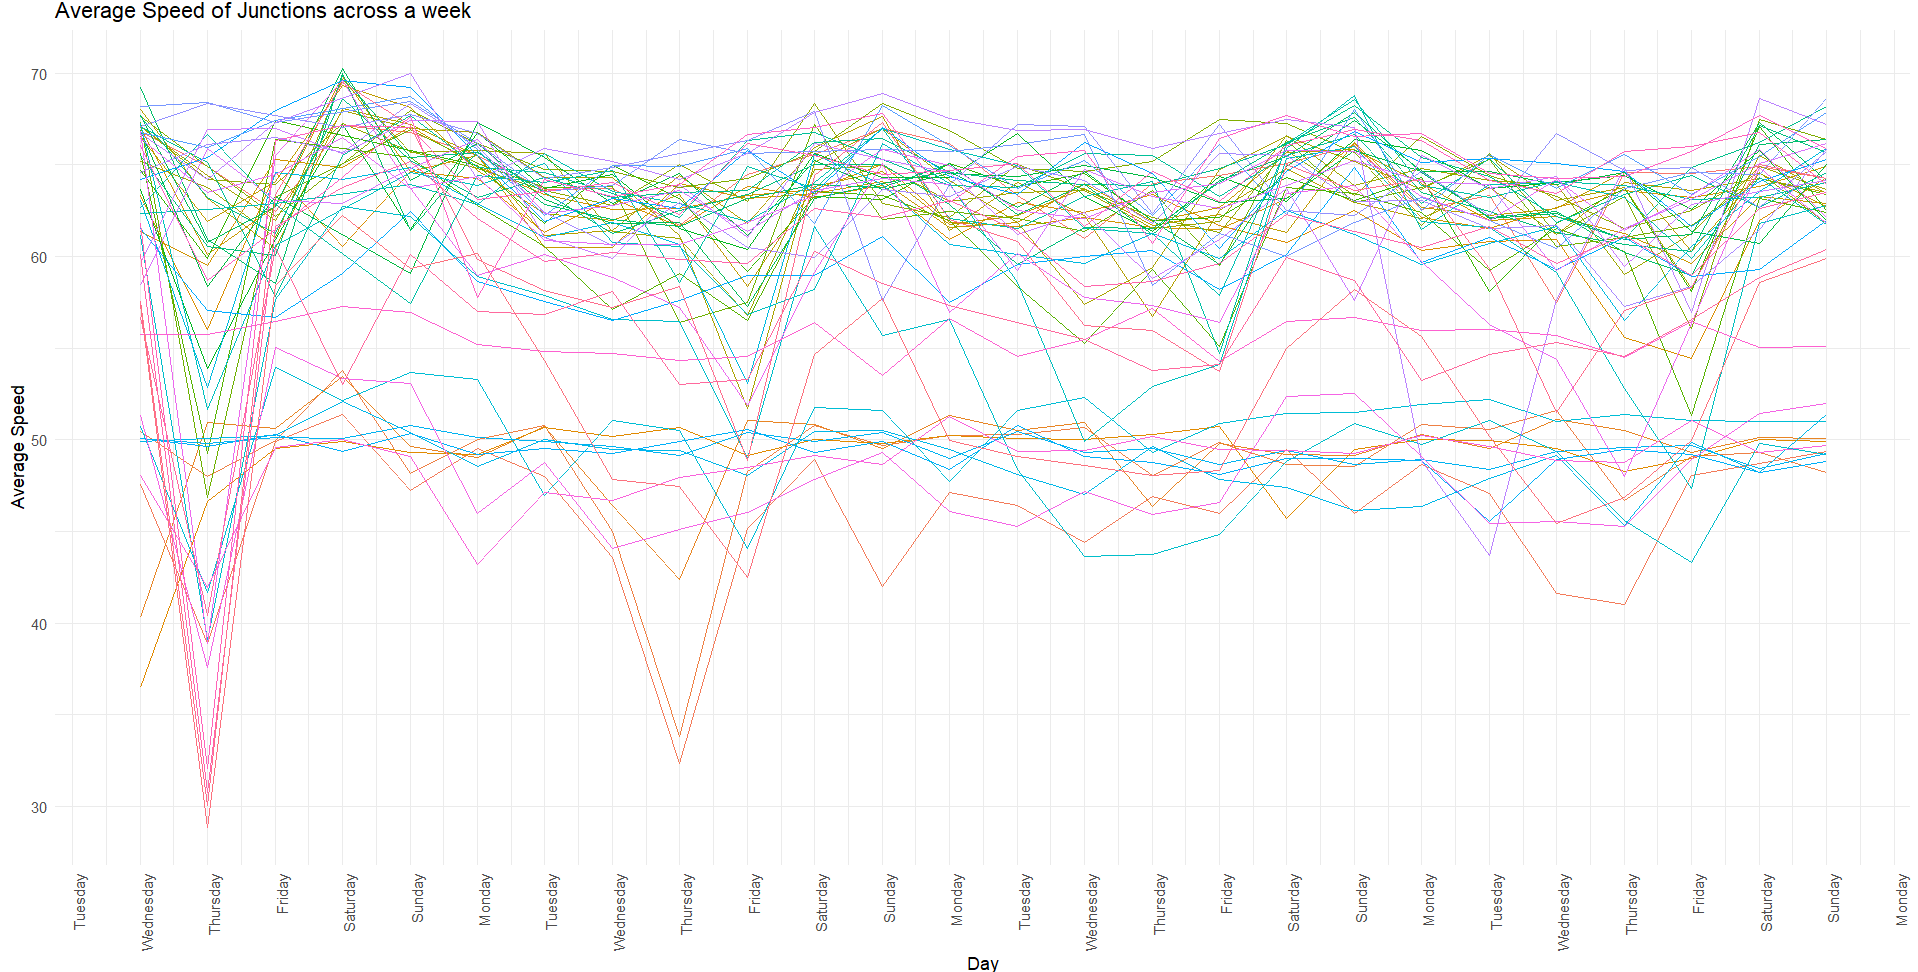 Average Speed of Junctions across a week
Average Speed
70
60
50
40
30
Tuesday
Wednesday
Thursday
Friday
Saturday
Sunday
Monday
Tuesday
Wednesday
Thursday
Friday
Saturday
Sunday
Monday
Tuesday
Wednesday
Thursday
Friday
Saturday
Sunday
Monday
Tuesday
Wednesday
Thursday
Friday
Saturday
Sunday
Monday
Day